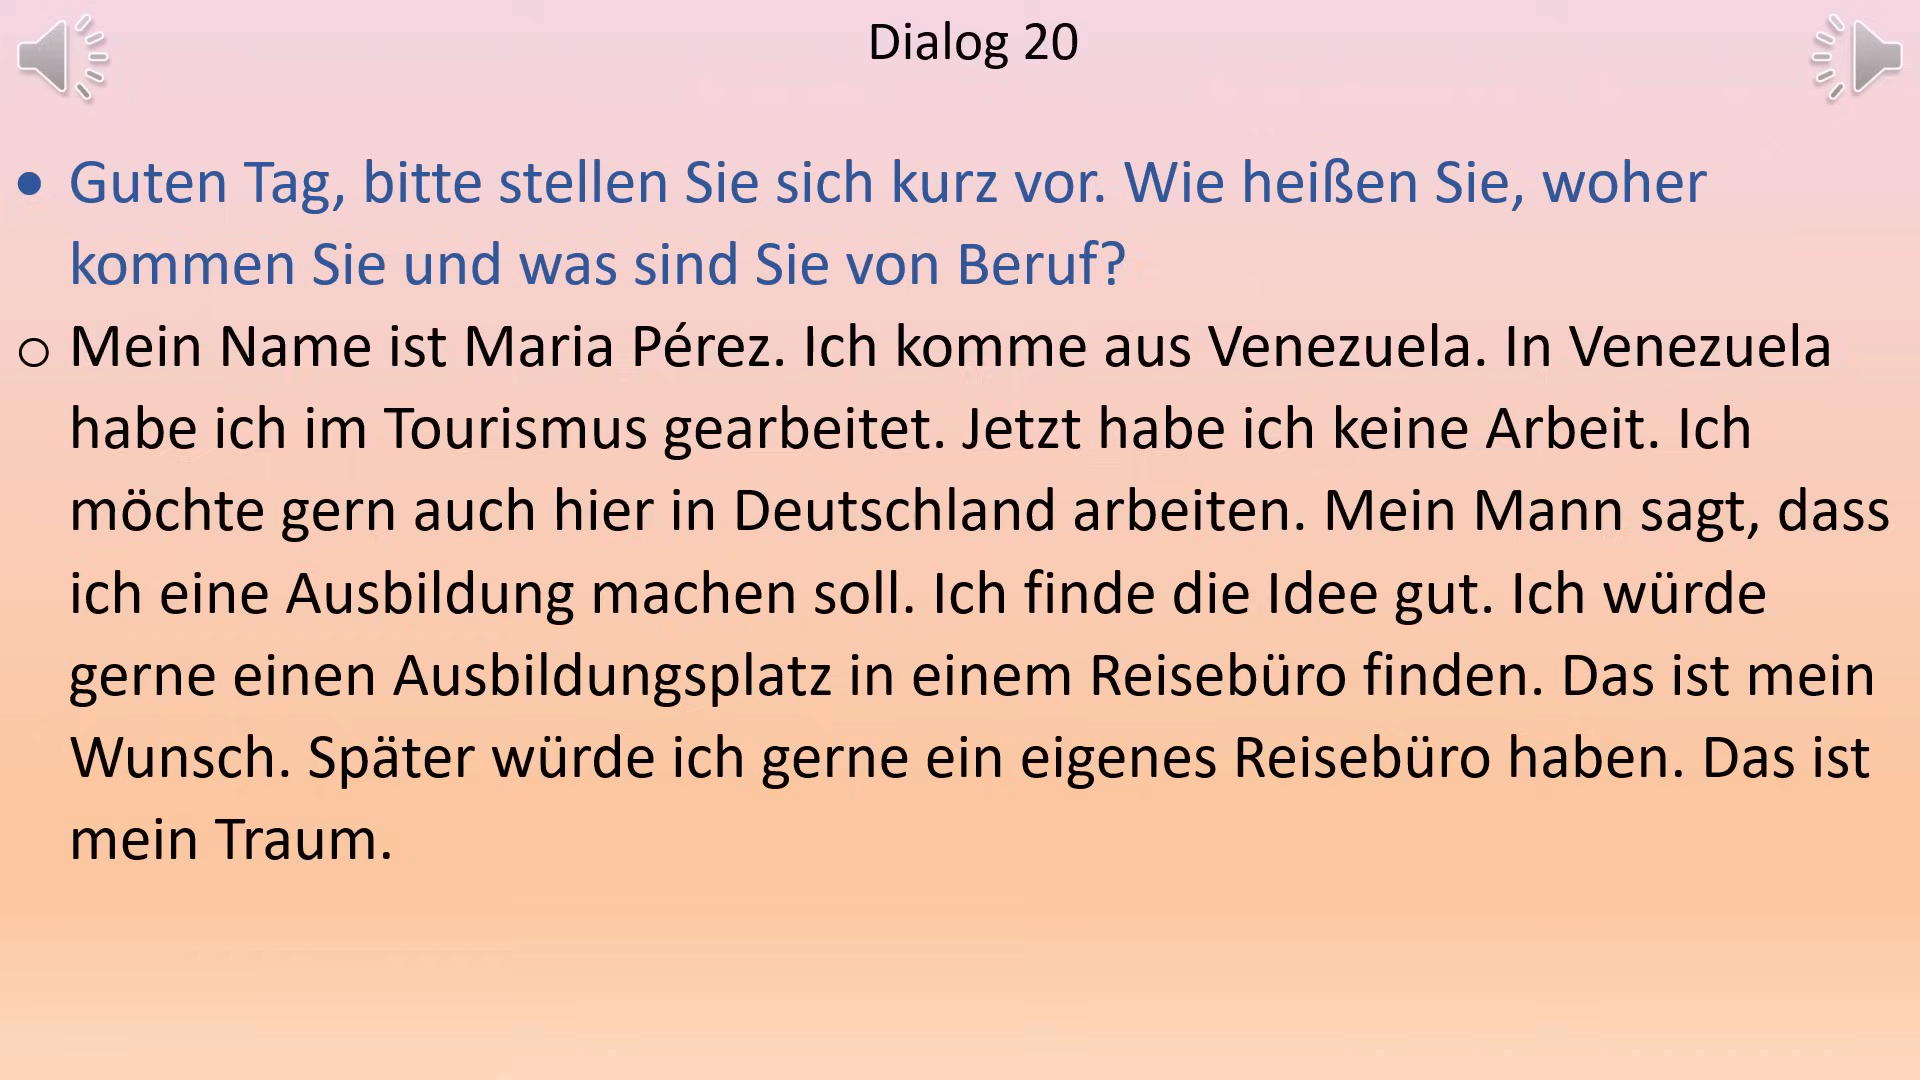 Dialog 20
• Guten Tag, bitte stellen Sie sich kurz vor. Wie heißen Sie, woher
kommen Sie und was sind Sie von Beruf?
o Mein Name ist Maria Pérez. Ich komme aus Venezuela. In Venezuela
habe ich im Tourismus gearbeitet. Jetzt habe ich keine Arbeit. Ich
möchte gern auch hier in Deutschland arbeiten. Mein Mann sagt, dass
ich eine Ausbildung machen soll. Ich finde die Idee gut. Ich würde
gerne einen Ausbildungsplatz in einem Reisebüro finden. Das ist mein
Wunsch. Später würde ich gerne ein eigenes Reisebüro haben. Das ist
mein Traum.